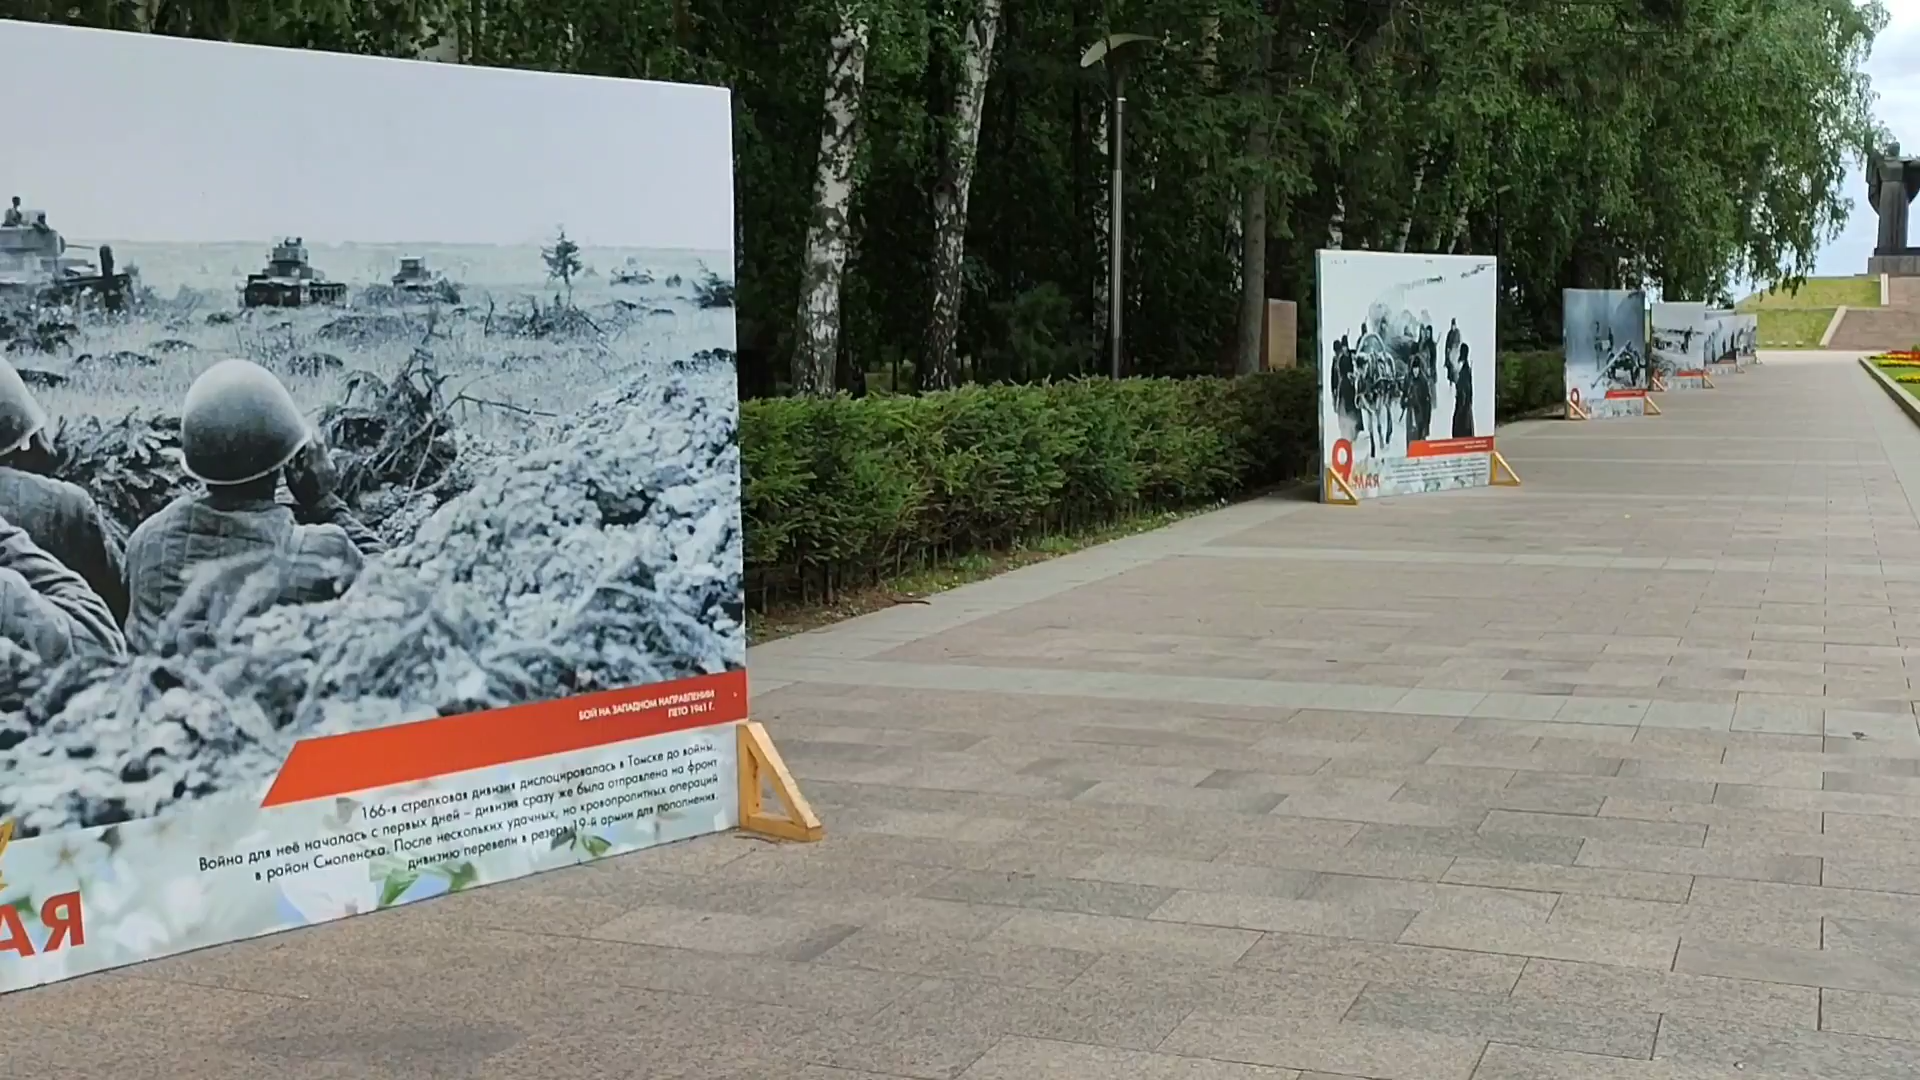 БОЙ НА ЗАПАДНОМ НАПРАВЛЕНИИ
ЛЕТО 1941 Г.
166-я стрелковая дивизия дислоцировалась в Томске до войны.
Война для неё началась с первых дней – дивизия сразу же была отправлена на фронт
в район Смоленска. После нескольких удачных, но кровопролитных операций
дивизию перевели в резерв 19-й армии для пополнения.
АЯ
9
МАЯ
9